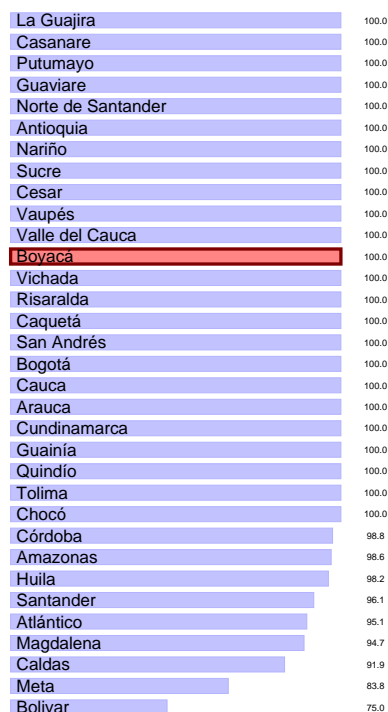 La Guajira 100.0
Casanare 100.0
Putumayo 100.0
Guaviare 100.0
Norte de Santander 100.0
Antioquia 100.0
Nariño 100.0
Sucre 100.0
Cesar 100.0
Vaupés 100.0
Valle del Cauca 100.0
Boyacá 100.0
Vichada 100.0
Risaralda 100.0
Caquetá 100.0
San Andrés 100.0
Bogotá 100.0
Cauca 100.0
Arauca 100.0
Cundinamarca 100.0
Guainía 100.0
Quindío 100.0
Tolima 100.0
Chocó 100.0
Córdoba 98.8
Amazonas 98.6
Huila 98.2
Santander 96.1
Atlántico 95.1
Magdalena 94.7
Caldas 91.9
Meta 83.8
Bolivar 75.0